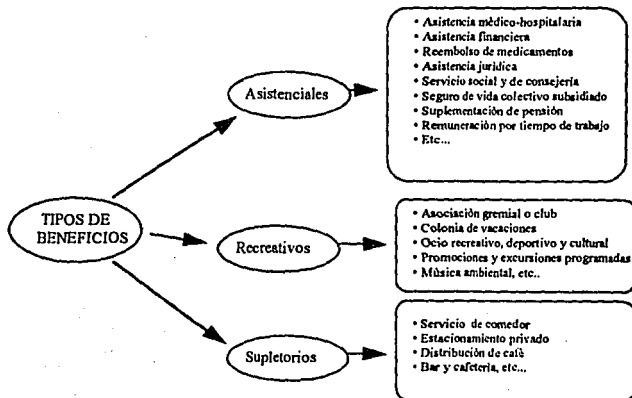 TIPOS DE
BENEFICIOS
Asistenciales
• Asistencia médico-hospitalaria
• Asistencia financiera
• Reembolso de medicamentos
• Asistencia jurídica
• Servicio social y de consejería
• Seguro de vida colectivo subsidiado
• Suplementación de pensión
• Remuneración por tiempo de trabajo
• Etc...
Recreativos
• Asociación gremial o club
• Colonia de vacaciones
• Ocio recreativo, deportivo y cultural
• Promociones y excursiones programadas
• Música ambiental, etc..
Supletorios
• Servicio de comedor
• Estacionamiento privado
• Distribución de café
• Bar y cafetería, etc...